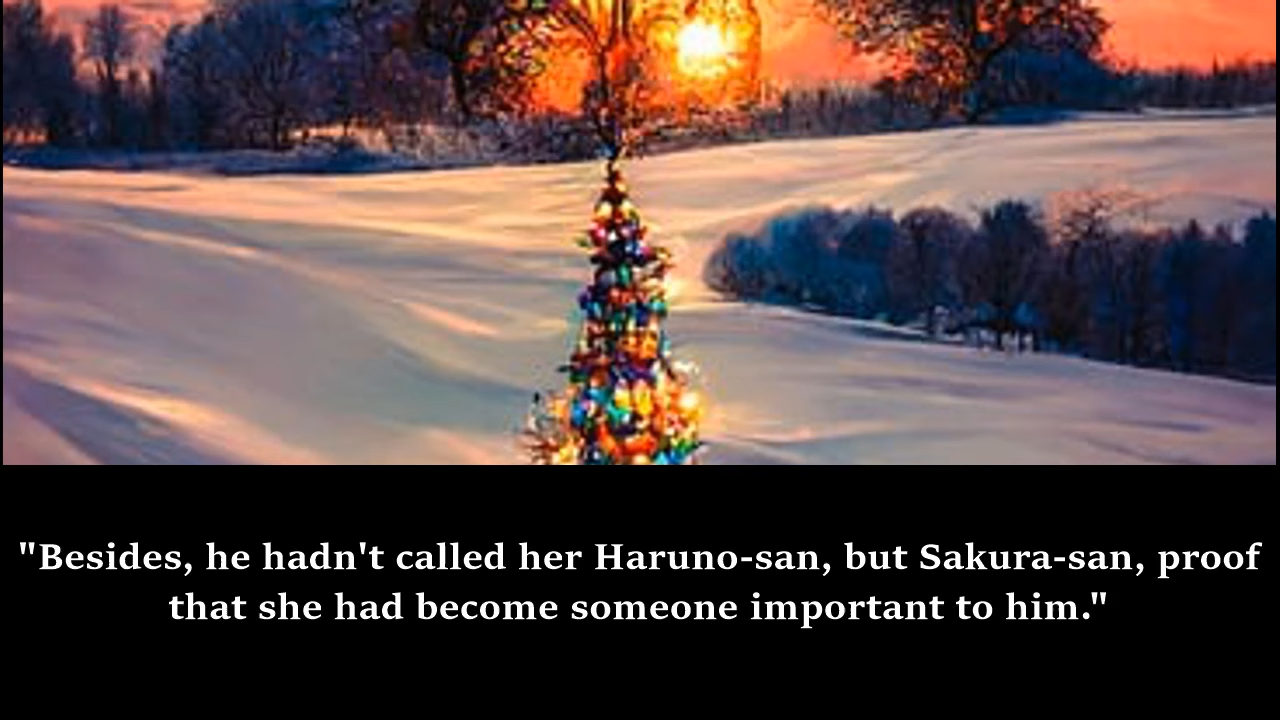 "Besides, he hadn't called her Haruno-san, but Sakura-san, proof
that she had become someone important to him."